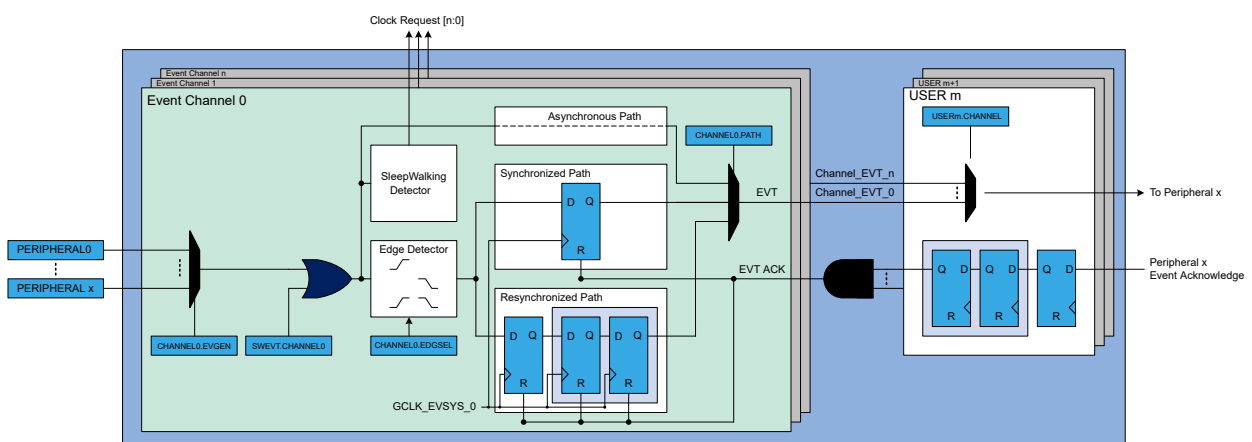 Clock Request [n:0]
Event Channel n
Event Channel 1
Event Channel 0
USER m+1
USER m
Asynchronous Path
CHANNEL0.PATH
USERm.CHANNEL
SleepWalking
Detector
Synchronized Path
D Q
R
EVT
Channel_EVT_n
Channel_EVT_0
To Peripheral x
PERIPHERAL0
PERIPHERAL x
Edge Detector
EVT ACK
Q D
R
Q D
R
Q D
R
Peripheral x
Event Acknowledge
Resynchronized Path
D Q
R
D Q
R
D Q
R
CHANNEL0.EVGEN
SWEVT.CHANNEL0
CHANNEL0.EDGSEL
GCLK_EVSYS_0